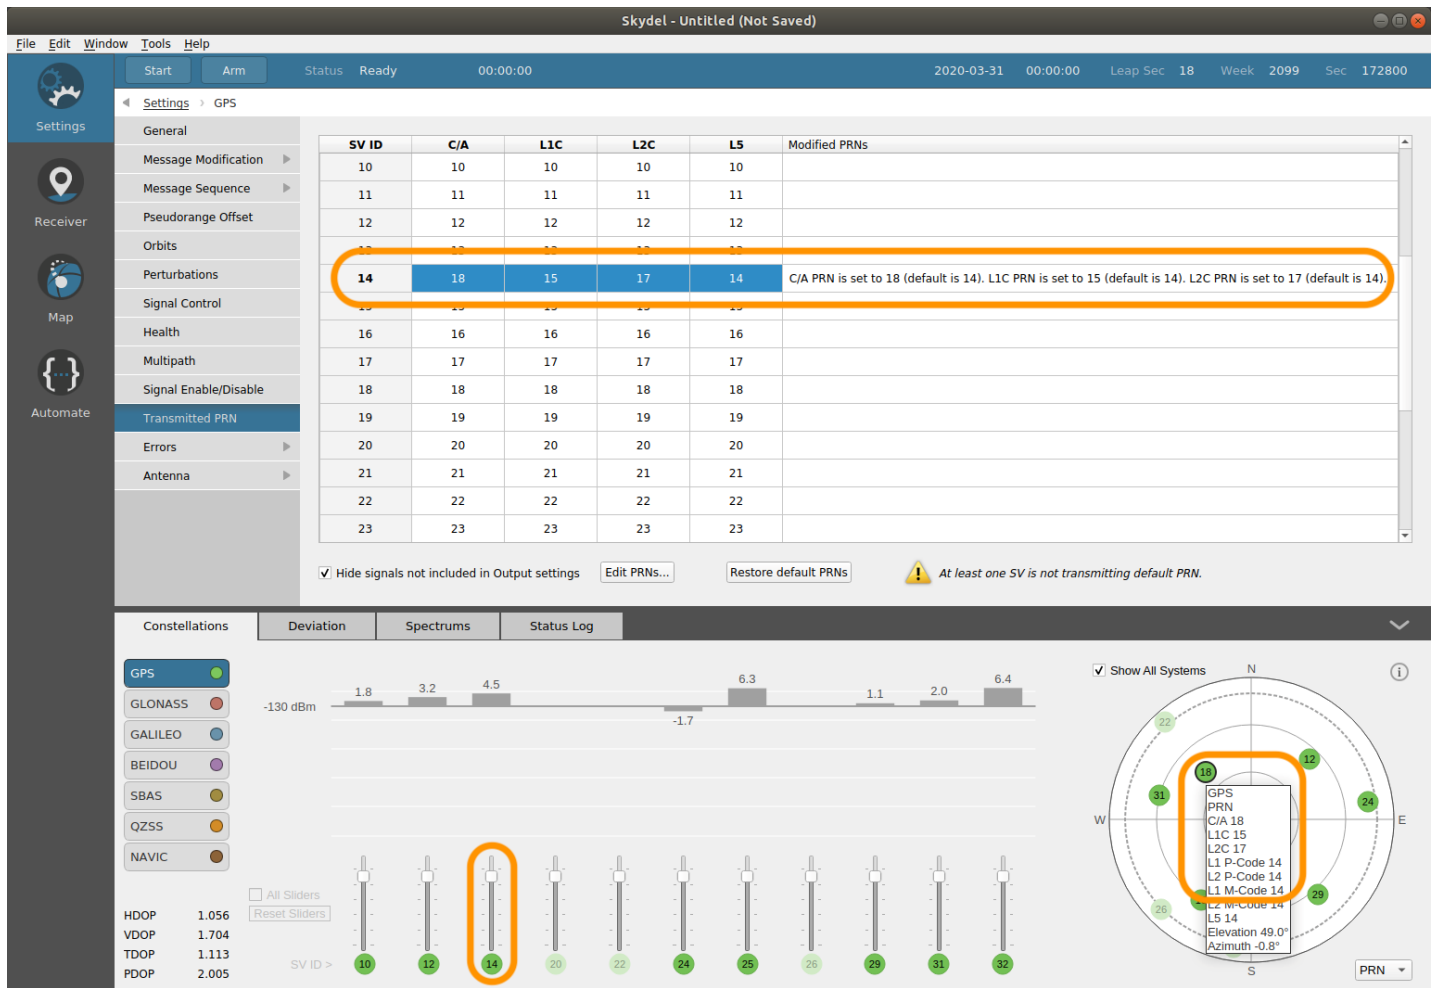 Skydel - Untitled (Not Saved)
File Edit Window Tools Help
Start Arm Status Ready 00:00:00 2020-03-31 00:00:00 Leap Sec 18 Week 2099 Sec 172800
Settings
Receiver
Map
Automate
Settings › GPS
General
Message Modification
Message Sequence
Pseudorange Offset
Orbits
Perturbations
Signal Control
Health
Multipath
Signal Enable/Disable
Transmitted PRN
Errors
Antenna
SV ID C/A L1C L2C L5 Modified PRNs
10 10 10 10 10
11 11 11 11 11
12 12 12 12 12
13 13 13 13 13
14 18 15 17 14 C/A PRN is set to 18 (default is 14). L1C PRN is set to 15 (default is 14). L2C PRN is set to 17 (default is 14).
15 15 15 15 15
16 16 16 16 16
17 17 17 17 17
18 18 18 18 18
19 19 19 19 19
20 20 20 20 20
21 21 21 21 21
22 22 22 22 22
23 23 23 23 23
Hide signals not included in Output settings Edit PRNs... Restore default PRNs At least one SV is not transmitting default PRN.
Constellations Deviation Spectrums Status Log
GPS
GLONASS
GALILEO
BEIDOU
SBAS
QZSS
NAVIC
HDOP 1.056
VDOP 1.704
TDOP 1.113
PDOP 2.005
1.8 3.2 4.5 6.3 1.1 2.0 6.4
-130 dBm
-1.7
All Sliders
Reset Sliders
SV ID > 10 12 14 20 22 24 25 26 29 31 32
Show All Systems
N
22
12
18
31
24
W
E
29
26
S
GPS
PRN
C/A 18
L1C 15
L2C 17
L1 P-Code 14
L2 P-Code 14
L1 M-Code 14
L2 M-Code 14
L5 14
Elevation 49.0°
Azimuth -0.8°
PRN